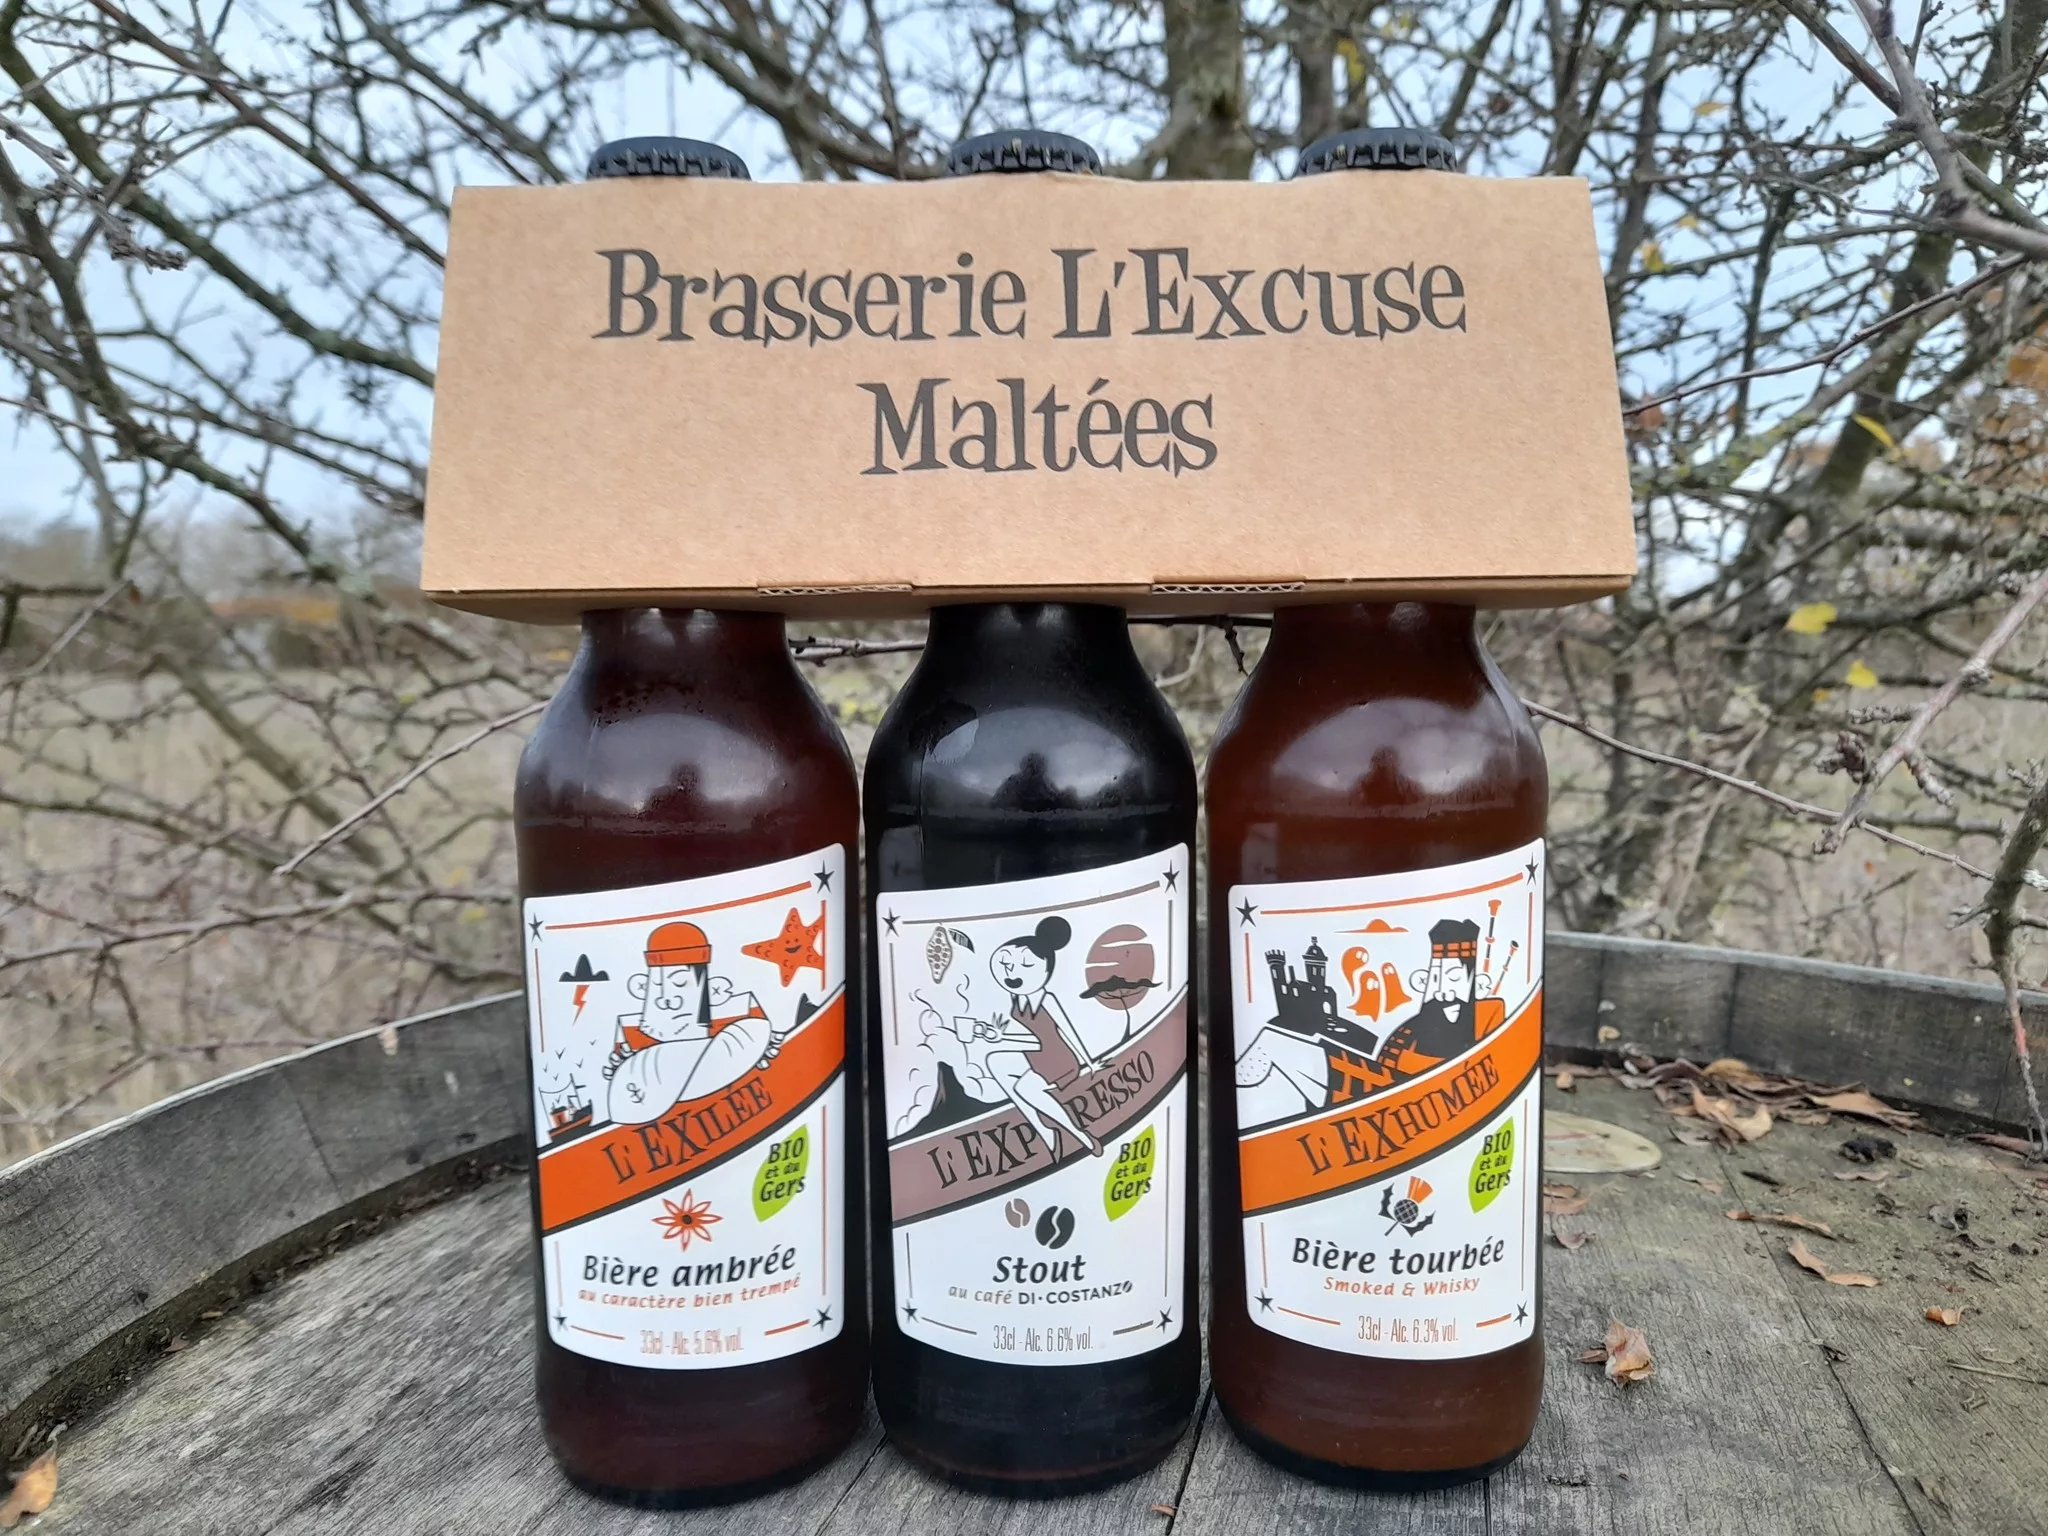 Brasserie L'Excuse
Maltées
L'EXILÉE
BIO
et du
Gers
Bière ambrée
au caractère bien trempé
33cl - Alc. 5.6% vol.
L'EXPRESSO
BIO
et du
Gers
Stout
au café DI·COSTANZO
33cl - Alc. 6.6% vol.
L'EXHUMÉE
BIO
et du
Gers
Bière tourbée
Smoked & Whisky
33cl - Alc. 6.3% vol.